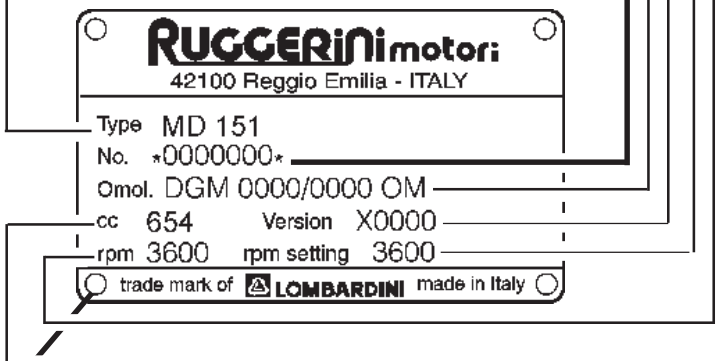 RUGGERINI motori
42100 Reggio Emilia - ITALY
Type MD 151
No. *0000000*
Omol. DGM 0000/0000 OM
cc 654 Version X0000
rpm 3600 rpm setting 3600
trade mark of LOMBARDINI made in Italy